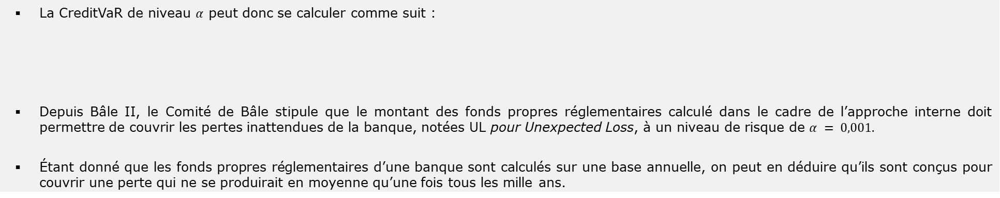 ▪ La CreditVaR de niveau 𝛼 peut donc se calculer comme suit :
▪ Depuis Bâle II, le Comité de Bâle stipule que le montant des fonds propres réglementaires calculé dans le cadre de l’approche interne doit
permettre de couvrir les pertes inattendues de la banque, notées UL pour Unexpected Loss, à un niveau de risque de 𝛼 = 0,001.
▪ Étant donné que les fonds propres réglementaires d’une banque sont calculés sur une base annuelle, on peut en déduire qu’ils sont conçus pour
couvrir une perte qui ne se produirait en moyenne qu’une fois tous les mille ans.